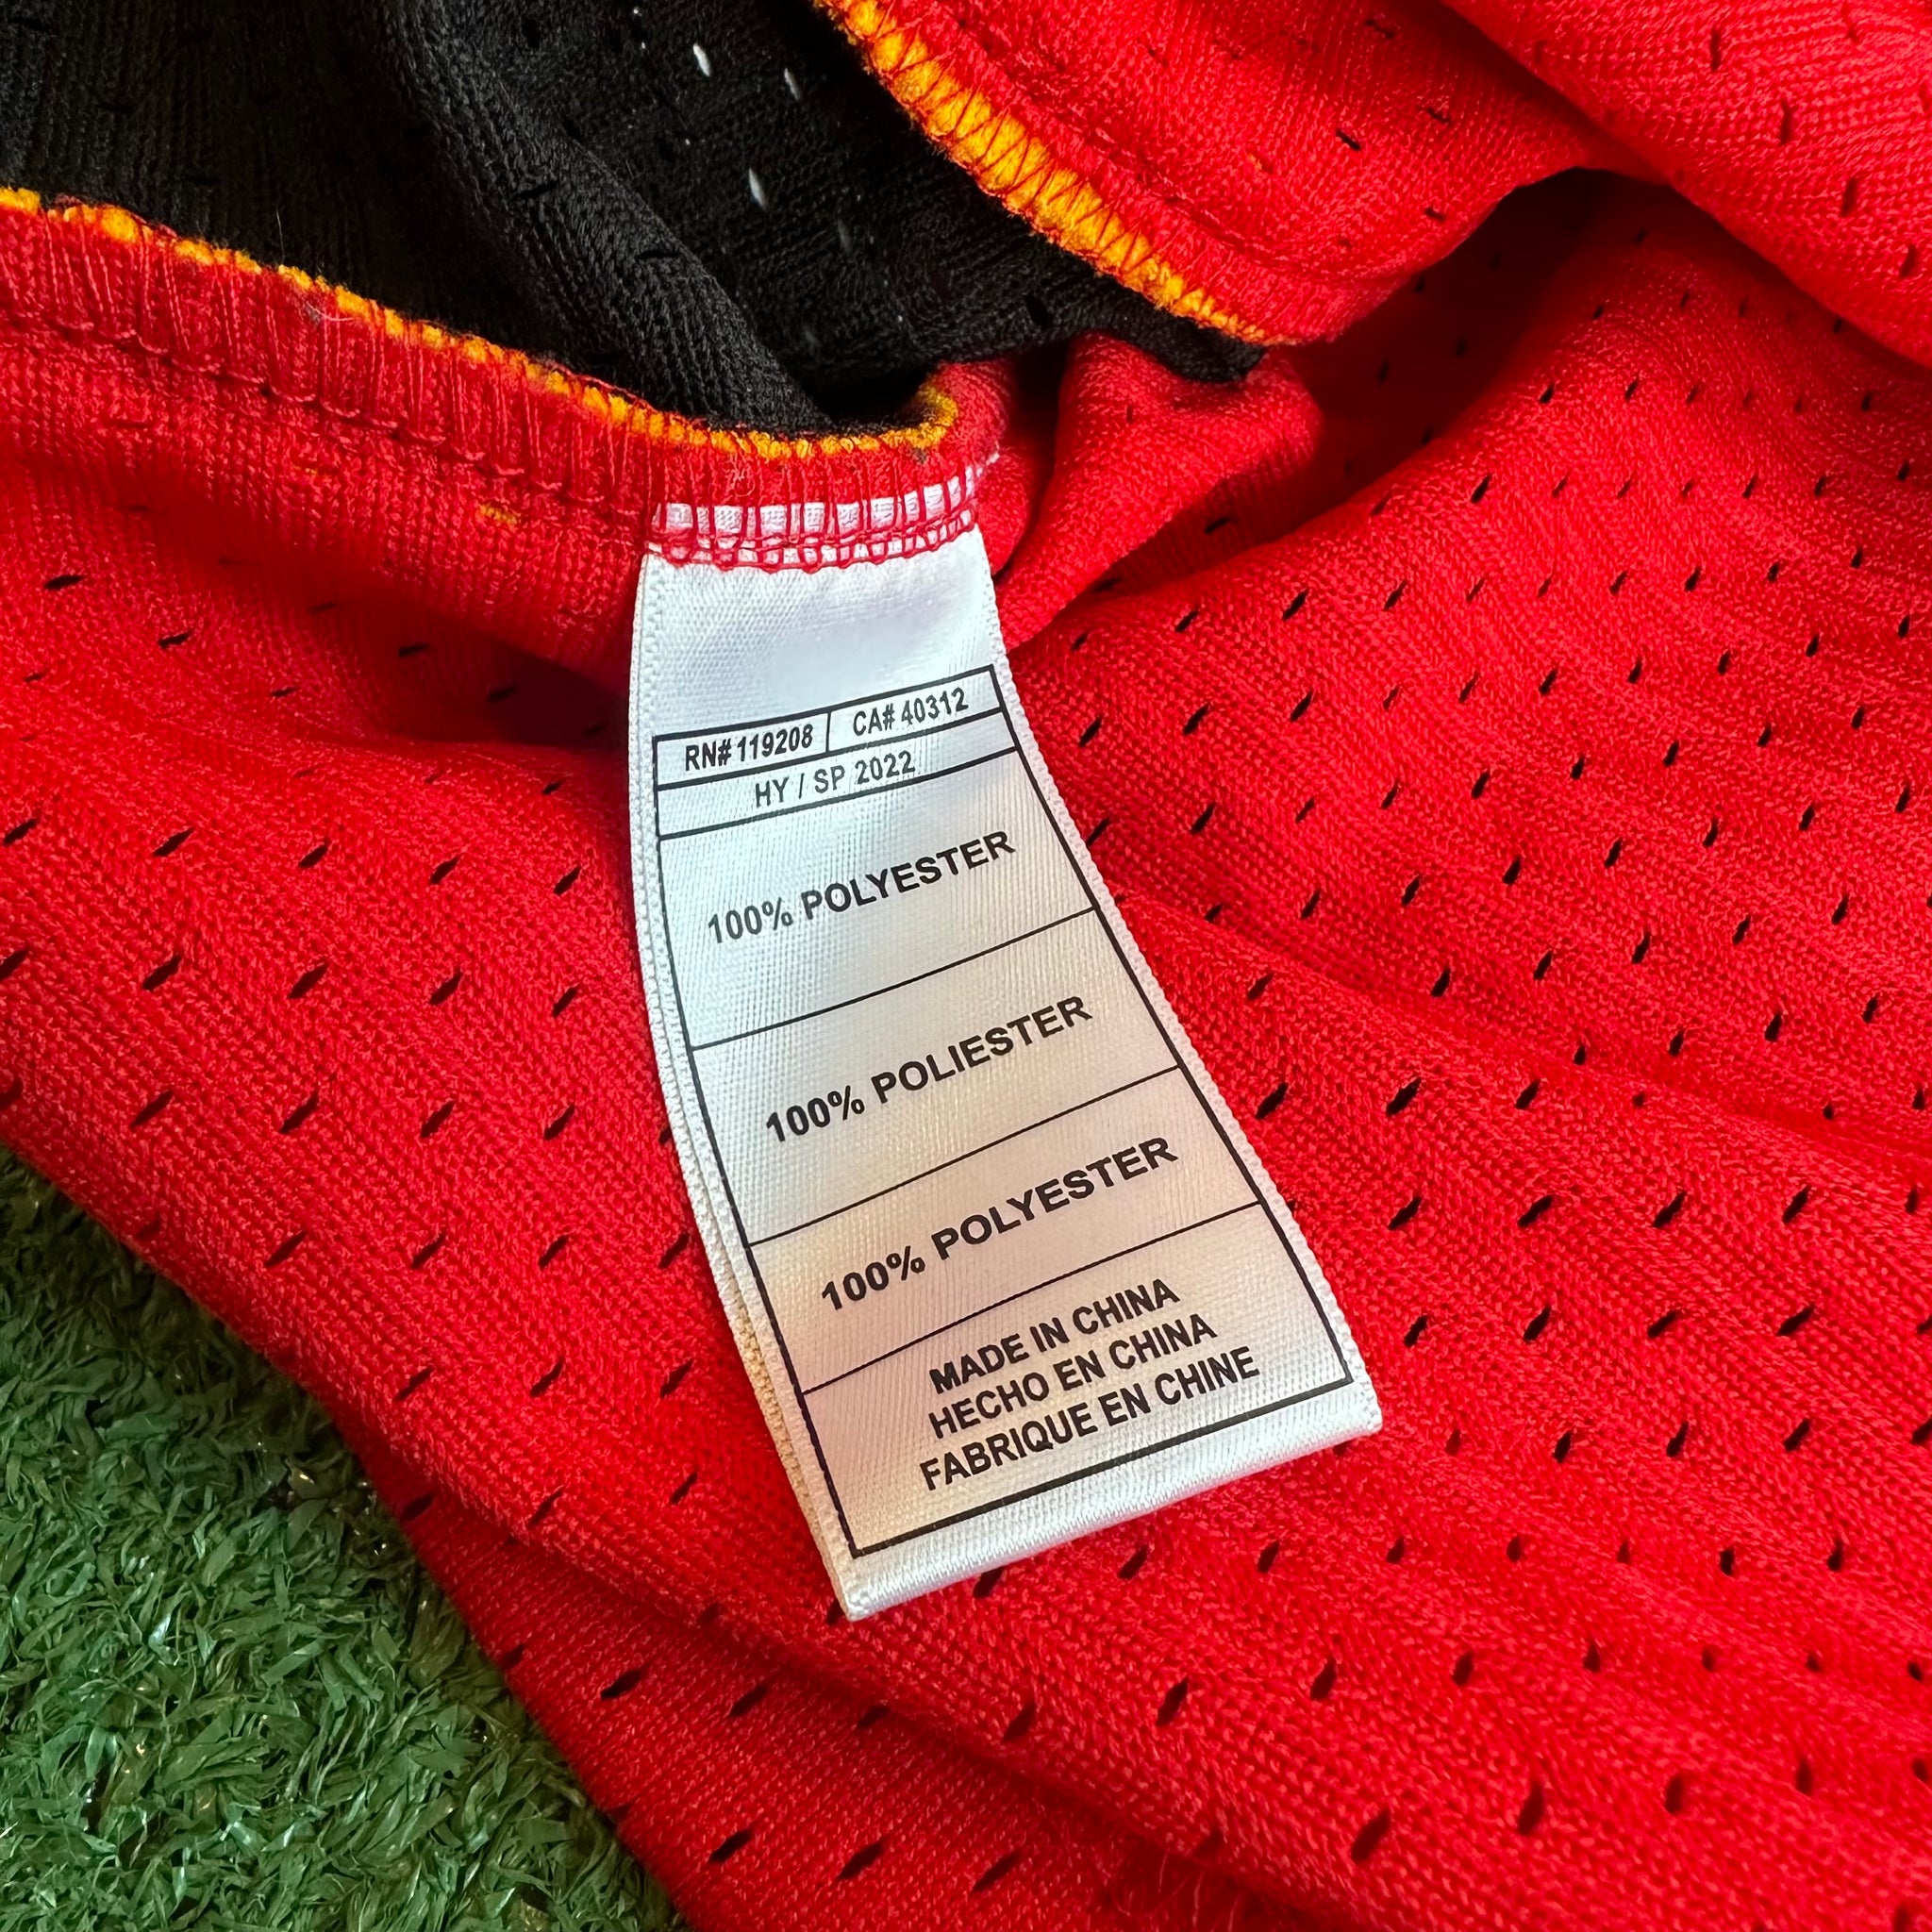 RN# 119208 CA# 40312
HY / SP 2022
100% POLYESTER
100% POLIESTER
100% POLYESTER
MADE IN CHINA
HECHO EN CHINA
FABRIQUE EN CHINE